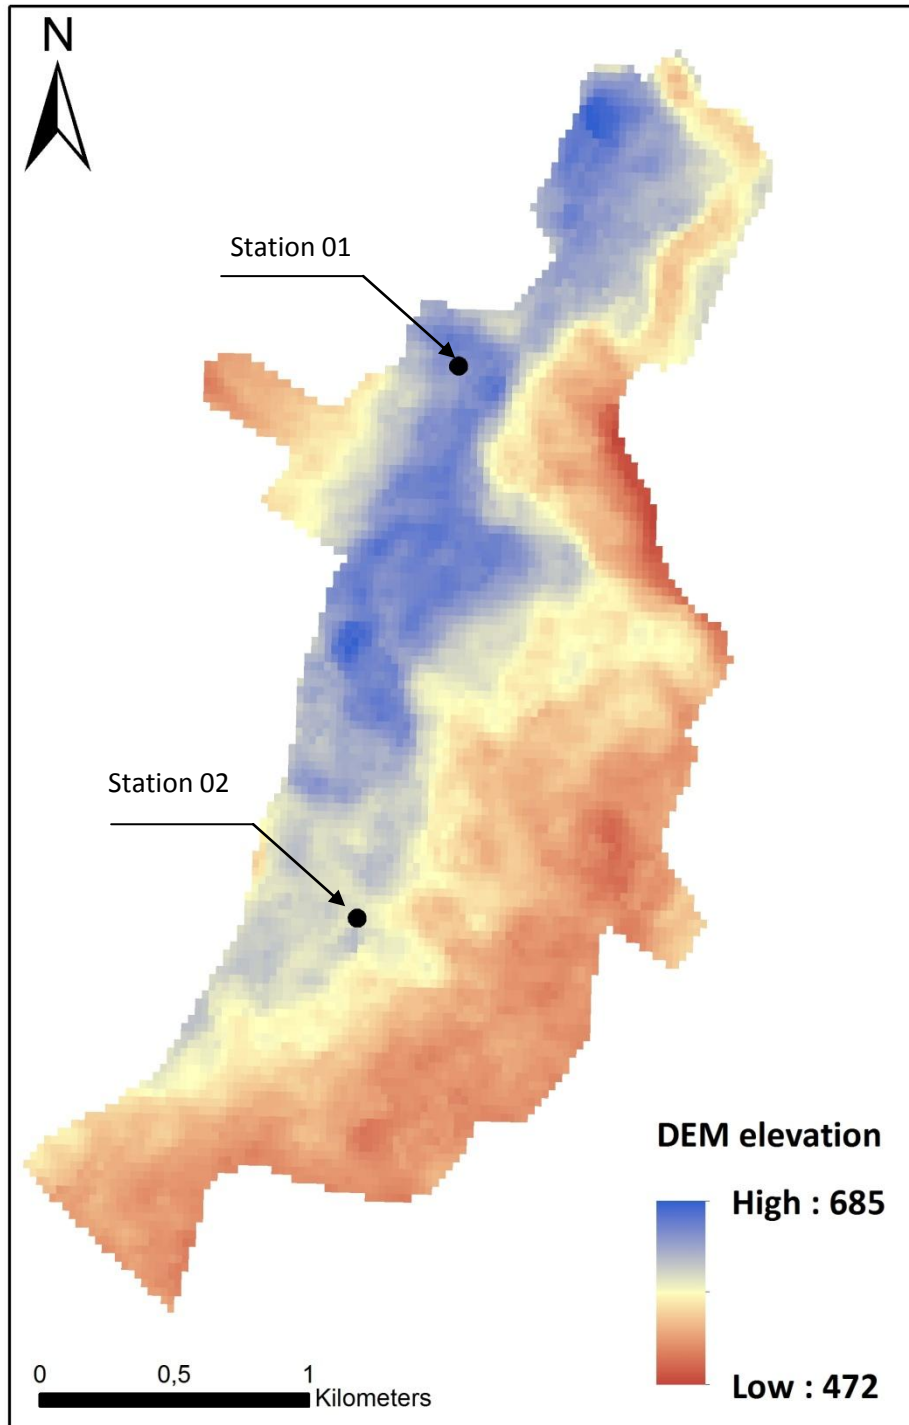 N
Station 01
Station 02
DEM elevation
High : 685
Low : 472
0 0,5 1
Kilometers